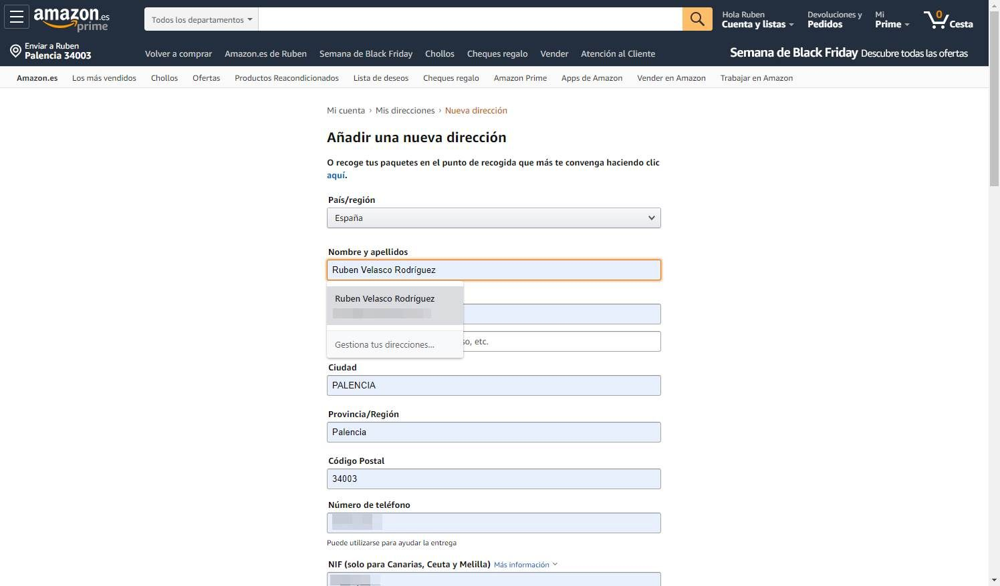 amazon.es
prime
Todos los departamentos
Hola Ruben
Cuenta y listas
Devoluciones y
Pedidos
Mi
Prime
0
Cesta
Enviar a Ruben
Palencia 34003
Volver a comprar
Amazon.es de Ruben
Semana de Black Friday
Chollos
Cheques regalo
Vender
Atención al Cliente
Semana de Black Friday Descubre todas las ofertas
Amazon.es
Los más vendidos
Chollos
Ofertas
Productos Reacondicionados
Lista de deseos
Cheques regalo
Amazon Prime
Apps de Amazon
Vender en Amazon
Trabajar en Amazon
Mi cuenta › Mis direcciones › Nueva dirección
Añadir una nueva dirección
O recoge tus paquetes en el punto de recogida que más te convenga haciendo clic
aquí.
País/región
España
Nombre y apellidos
Ruben Velasco Rodríguez
Ruben Velasco Rodríguez
so, etc.
Gestiona tus direcciones...
Ciudad
PALENCIA
Provincia/Región
Palencia
Código Postal
34003
Número de teléfono
Puede utilizarse para ayudar la entrega
NIF (solo para Canarias, Ceuta y Melilla) Más información